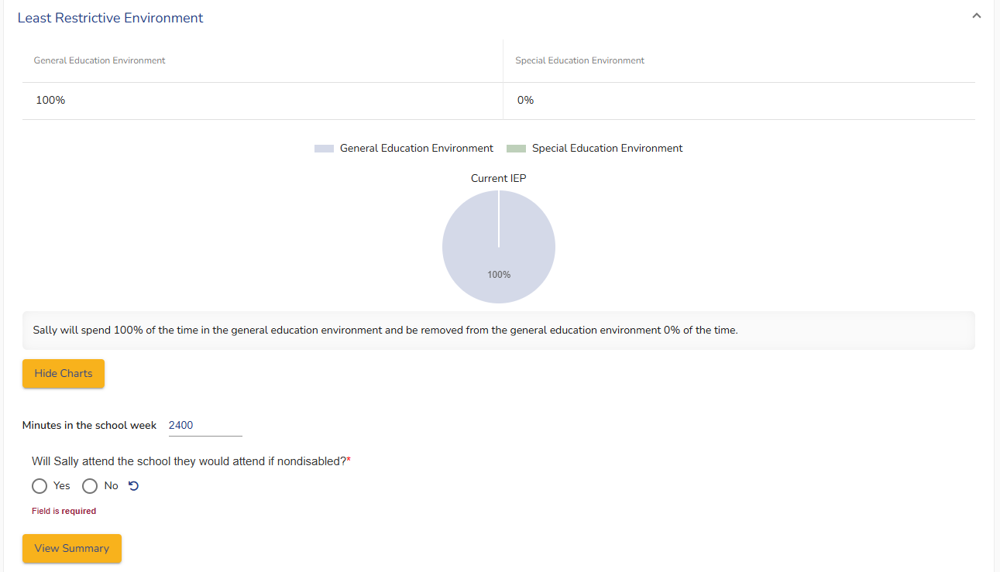 Least Restrictive Environment
General Education Environment
Special Education Environment
100%
0%
General Education Environment
Special Education Environment
Current IEP
100%
Sally will spend 100% of the time in the general education environment and be removed from the general education environment 0% of the time.
Hide Charts
Minutes in the school week 2400
Will Sally attend the school they would attend if nondisabled?*
Yes No
Field is required
View Summary